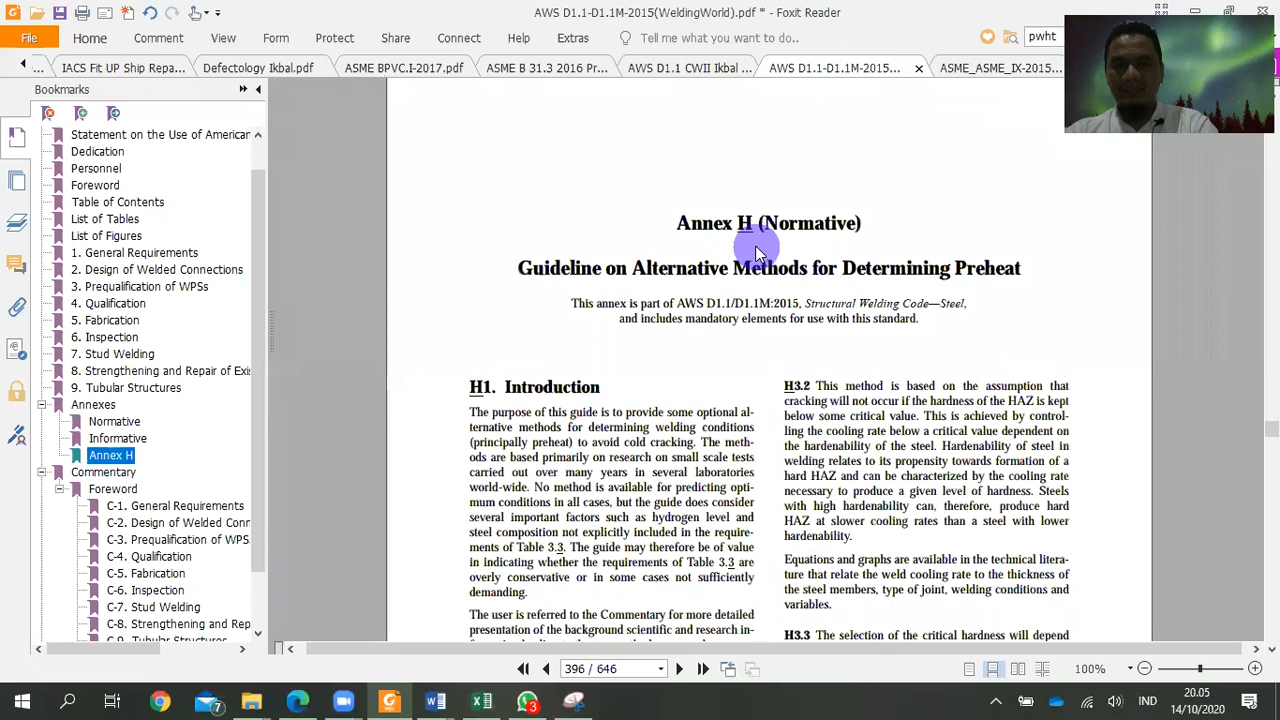 AWS D1.1-D1.1M-2015(WeldingWorld).pdf * - Foxit Reader
File Home Comment View Form Protect Share Connect Help Extras Tell me what you want to do.. pwht
... IACS Fit UP Ship Repa... Defectology Ikbal.pdf ASME BPVC.I-2017.pdf ASME B 31.3 2016 Pr... AWS D1.1 CWII Ikbal ... AWS D1.1-D1.1M-2015... ASME_ASME_IX-2015...
Bookmarks
Statement on the Use of American
Dedication
Personnel
Foreword
Table of Contents
List of Tables
List of Figures
1. General Requirements
2. Design of Welded Connections
3. Prequalification of WPSs
4. Qualification
5. Fabrication
6. Inspection
7. Stud Welding
8. Strengthening and Repair of Exis
9. Tubular Structures
Annexes
Normative
Informative
Annex H
Commentary
Foreword
C-1. General Requirements
C-2. Design of Welded Conn
C-3. Prequalification of WPS
C-4. Qualification
C-5. Fabrication
C-6. Inspection
C-7. Stud Welding
C-8. Strengthening and Rep
C-9. Tubular Structures
Annex H (Normative)
Guideline on Alternative Methods for Determining Preheat
This annex is part of AWS D1.1/D1.1M:2015, Structural Welding Code—Steel,
and includes mandatory elements for use with this standard.
H1. Introduction
The purpose of this guide is to provide some optional al-
ternative methods for determining welding conditions
(principally preheat) to avoid cold cracking. The meth-
ods are based primarily on research on small scale tests
carried out over many years in several laboratories
world-wide. No method is available for predicting opti-
mum conditions in all cases, but the guide does consider
several important factors such as hydrogen level and
steel composition not explicitly included in the require-
ments of Table 3.3. The guide may therefore be of value
in indicating whether the requirements of Table 3.3 are
overly conservative or in some cases not sufficiently
demanding.
The user is referred to the Commentary for more detailed
presentation of the background scientific and research in-
H3.2 This method is based on the assumption that
cracking will not occur if the hardness of the HAZ is kept
below some critical value. This is achieved by control-
ling the cooling rate below a critical value dependent on
the hardenability of the steel. Hardenability of steel in
welding relates to its propensity towards formation of a
hard HAZ and can be characterized by the cooling rate
necessary to produce a given level of hardness. Steels
with high hardenability can, therefore, produce hard
HAZ at slower cooling rates than a steel with lower
hardenability.
Equations and graphs are available in the technical litera-
ture that relate the weld cooling rate to the thickness of
the steel members, type of joint, welding conditions and
variables.
H3.3 The selection of the critical hardness will depend
396 / 646
100%
7
3
IND
20.05
14/10/2020